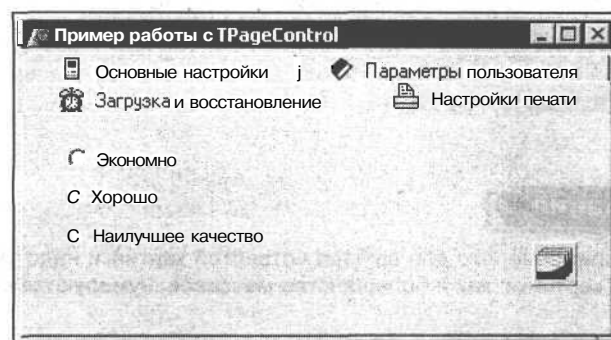 Пример работы с TPageControl
Основные настройки j Параметры пользователя
Загрузка и восстановление Настройки печати
Экономно
С Хорошо
С Наилучшее качество